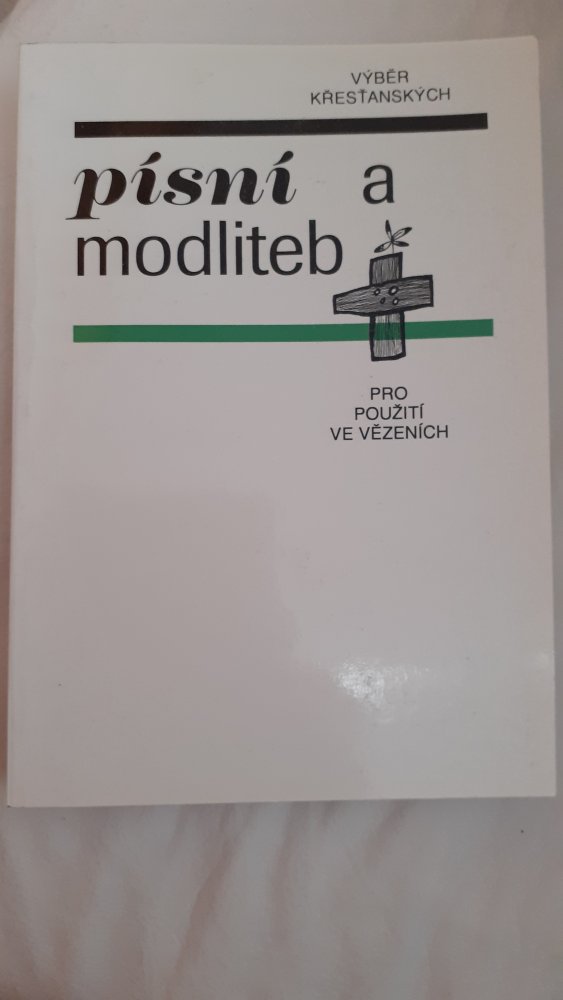 VÝBĚR
KŘESŤANSKÝCH
písní a
modliteb
PRO
POUŽITÍ
VE VĚZENÍCH